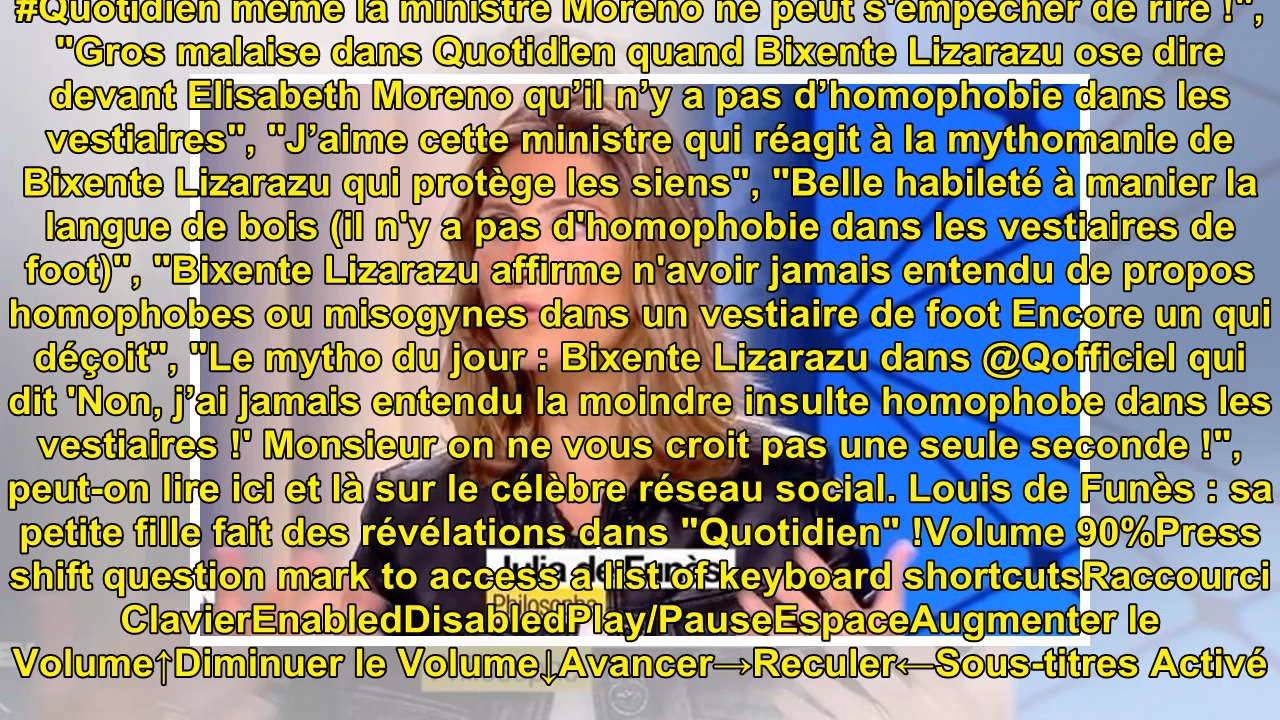 #Quotidien même la ministre Moreno ne peut s'empêcher de rire !",
"Gros malaise dans Quotidien quand Bixente Lizarazu ose dire
devant Elisabeth Moreno qu’il n’y a pas d’homophobie dans les
vestiaires", "J’aime cette ministre qui réagit à la mythomanie de
Bixente Lizarazu qui protège les siens", "Belle habileté à manier la
langue de bois (il n'y a pas d'homophobie dans les vestiaires de
foot)", "Bixente Lizarazu affirme n'avoir jamais entendu de propos
homophobes ou misogynes dans un vestiaire de foot Encore un qui
déçoit", "Le mytho du jour : Bixente Lizarazu dans @Qofficiel qui
dit 'Non, j’ai jamais entendu la moindre insulte homophobe dans les
vestiaires !' Monsieur on ne vous croit pas une seule seconde !",
peut-on lire ici et là sur le célèbre réseau social. Louis de Funès : sa
petite fille fait des révélations dans "Quotidien" !Volume 90%Press
shift question mark to access a list of keyboard shortcutsRaccourci
ClavierEnabledDisabledPlay/PauseEspaceAugmenter le
Volume↑Diminuer le Volume↓Avancer→Reculer←Sous-titres Activé
Julia de Funès
Philosophe